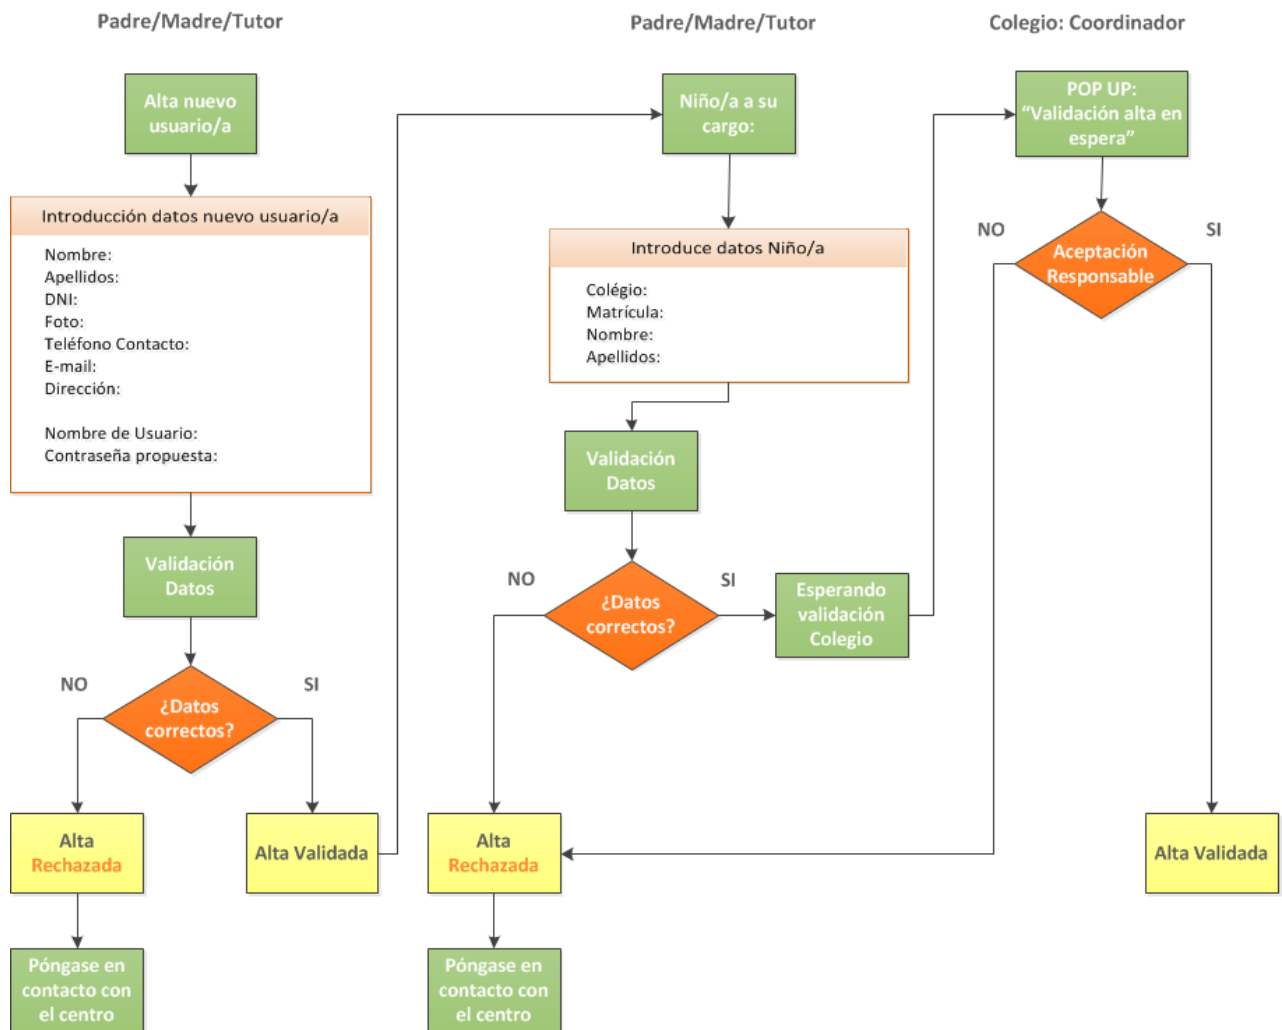 Padre/Madre/Tutor
Alta nuevo
usuario/a
Introducción datos nuevo usuario/a
Nombre:
Apellidos:
DNI:
Foto:
Teléfono Contacto:
E-mail:
Dirección:
Nombre de Usuario:
Contraseña propuesta:
Validación
Datos
NO
SI
¿Datos
correctos?
Alta
Rechazada
Alta Validada
Póngase en
contacto con
el centro
Padre/Madre/Tutor
Niño/a a su
cargo:
Introduce datos Niño/a
Colégio:
Matrícula:
Nombre:
Apellidos:
Validación
Datos
NO
SI
¿Datos
correctos?
Esperando
validación
Colegio
Alta
Rechazada
Póngase en
contacto con
el centro
Colegio: Coordinador
POP UP:
“Validación alta en
espera”
NO
SI
Aceptación
Responsable
Alta Validada